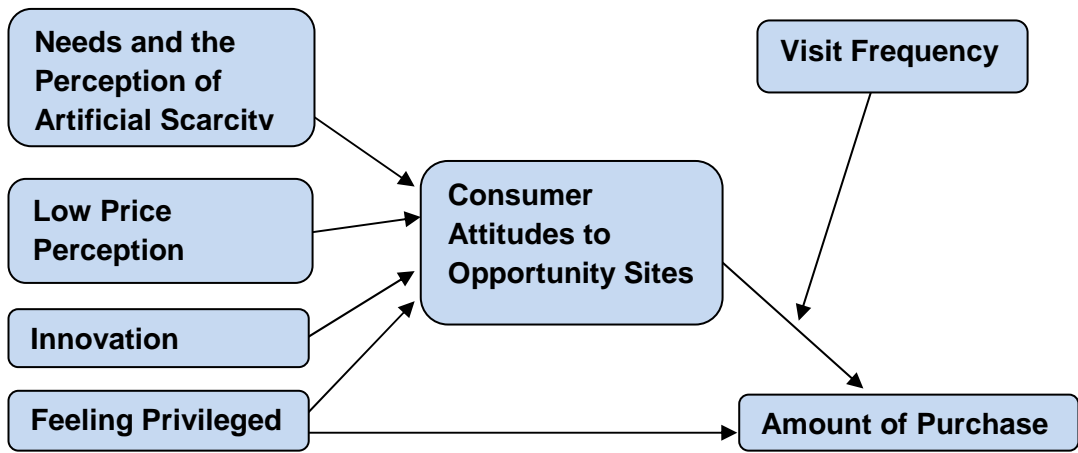 Needs and the
Perception of
Artificial Scarcity
Visit Frequency
Low Price
Perception
Consumer
Attitudes to
Opportunity Sites
Innovation
Feeling Privileged
Amount of Purchase